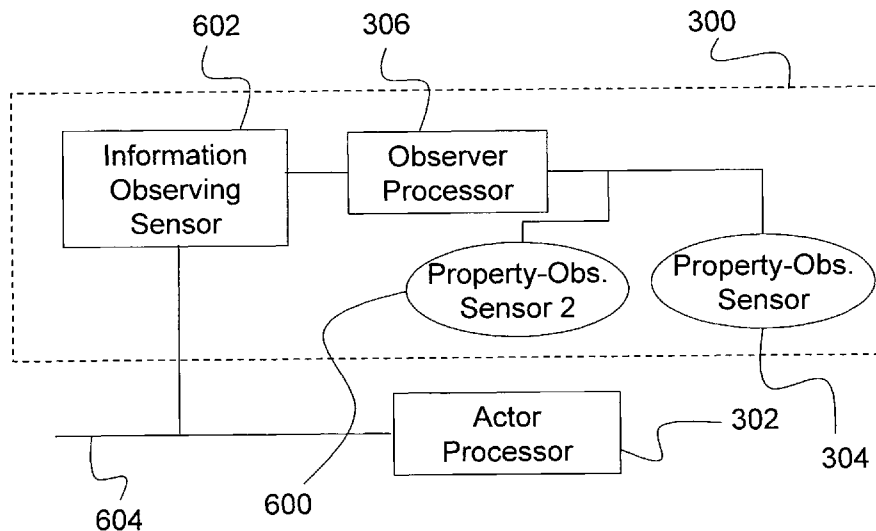 602
306
300
Information
Observing
Sensor
Observer
Processor
Property-Obs.
Sensor 2
Property-Obs.
Sensor
Actor
Processor
302
304
600
604